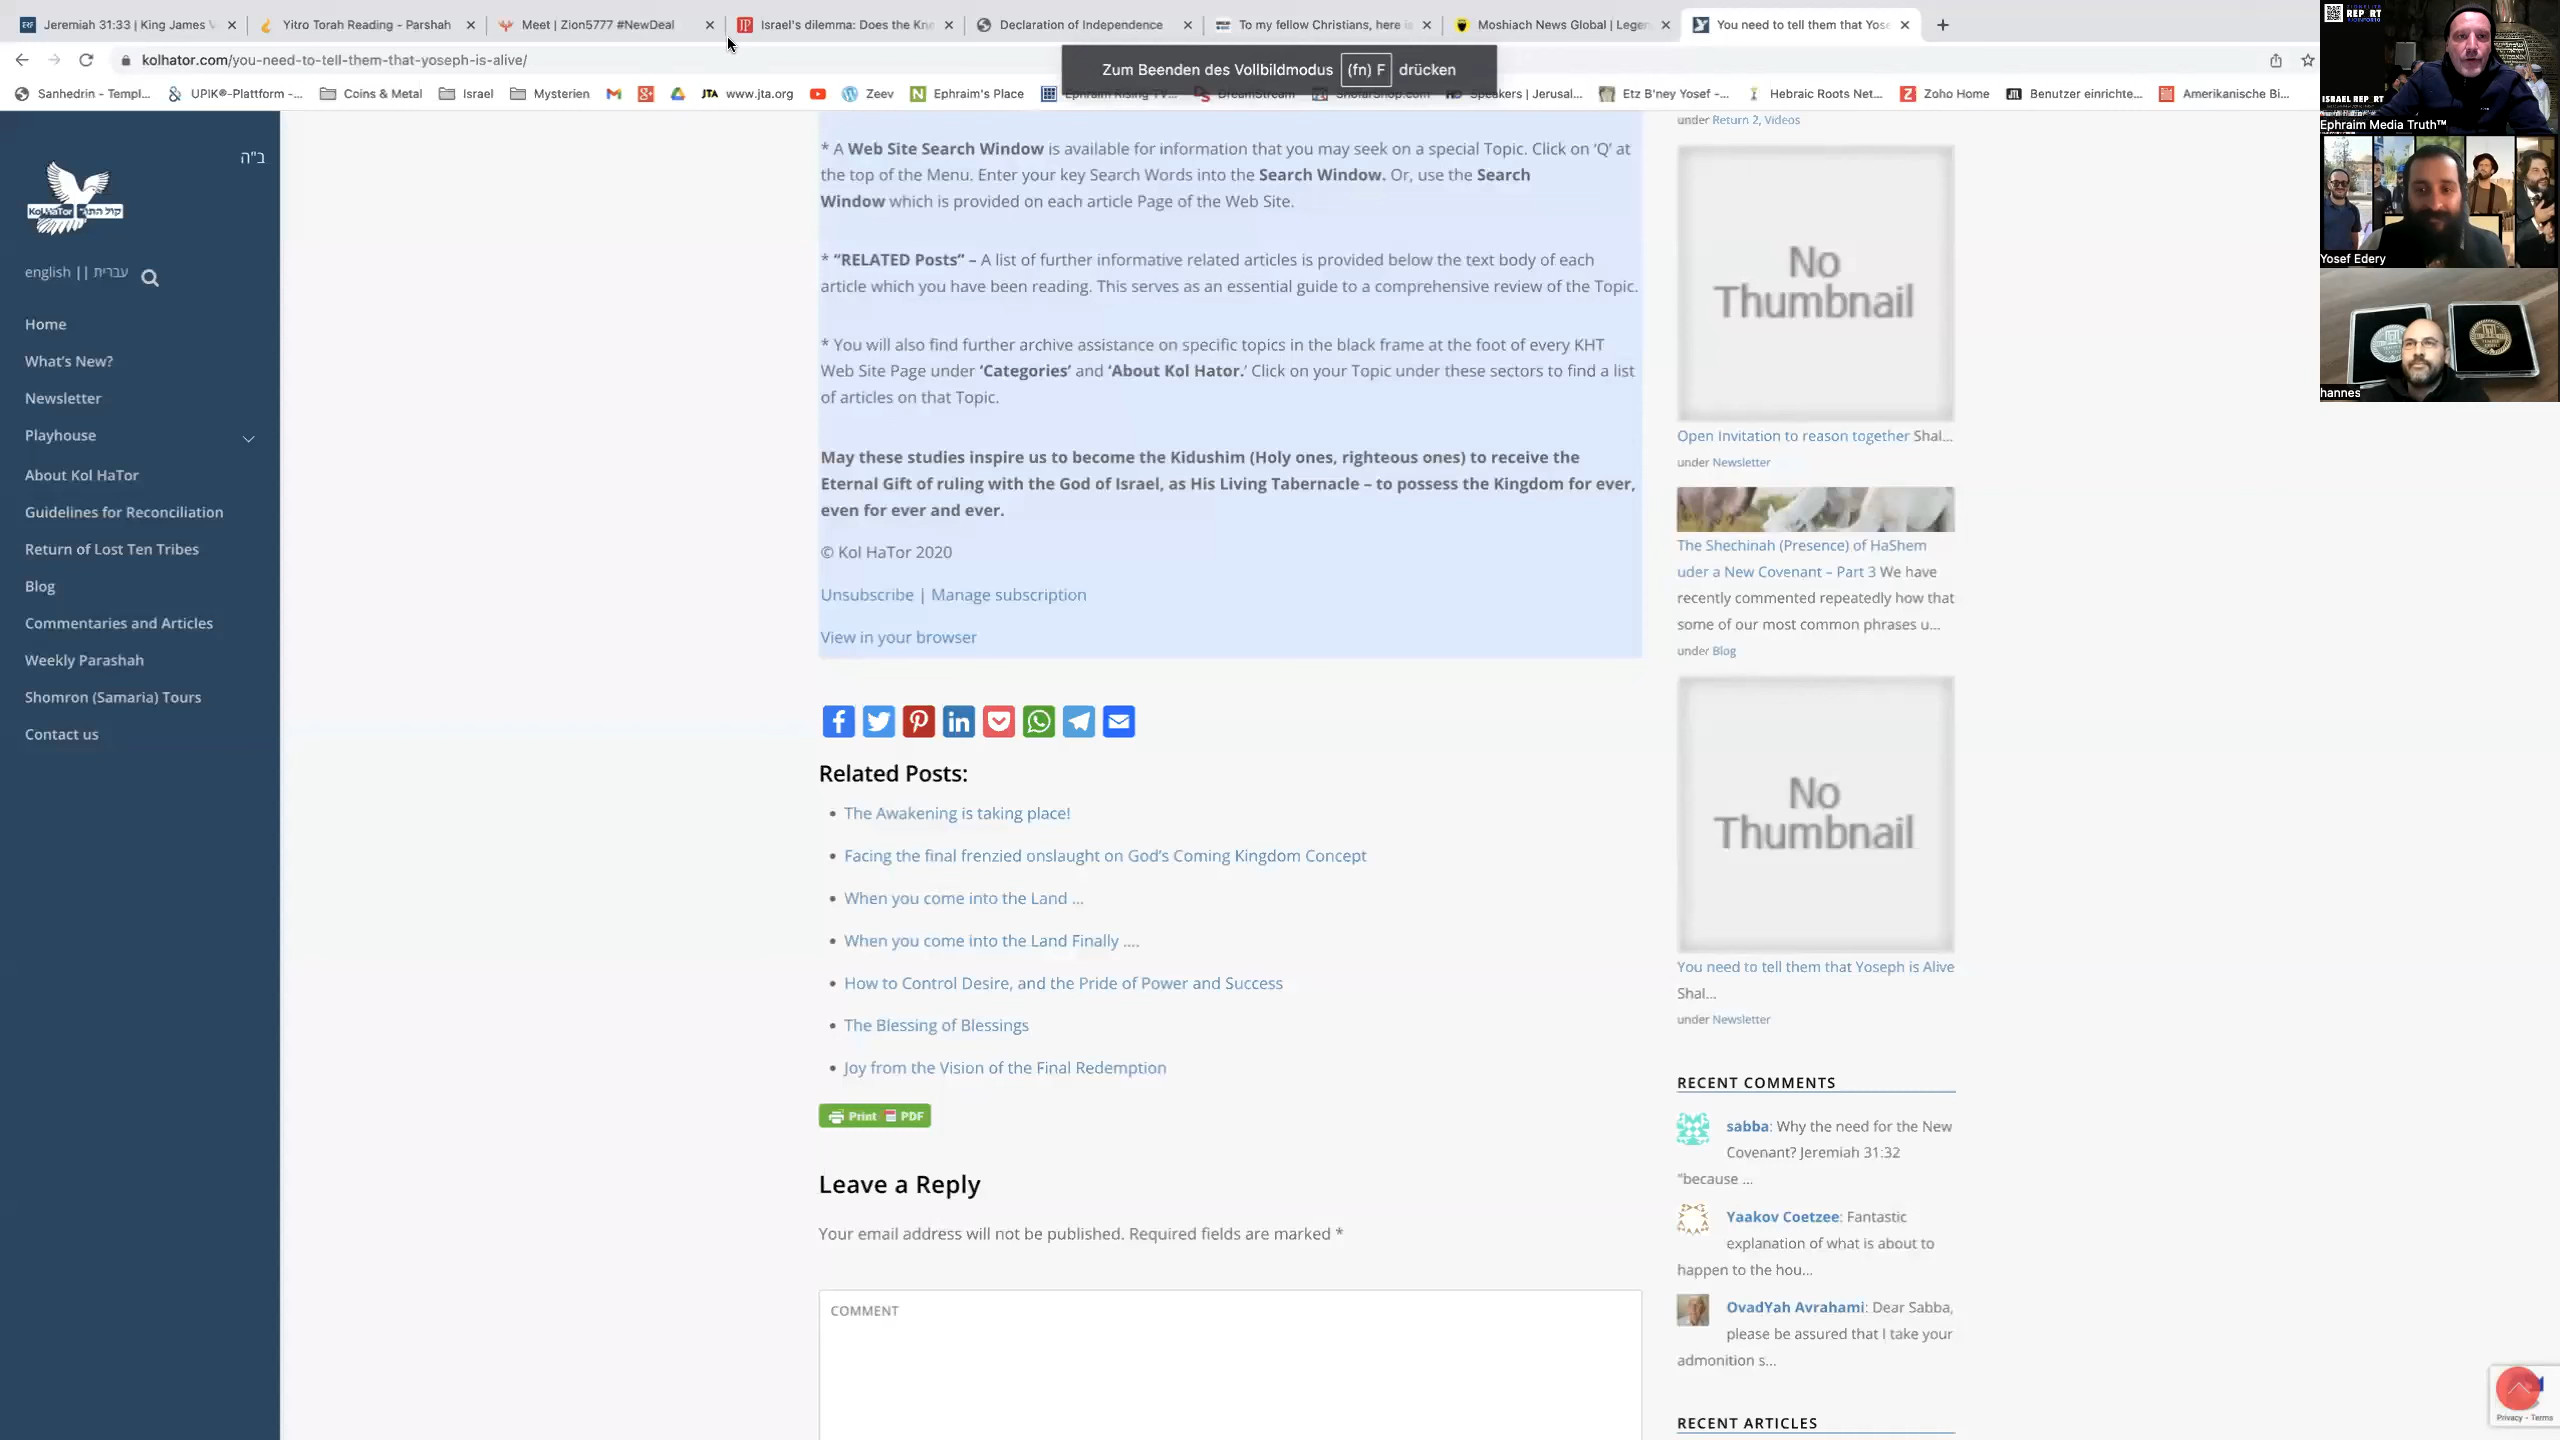 Jeremiah 31:33 | King James V
Yitro Torah Reading - Parshah
Meet | Zion5777 #NewDeal
Israel's dilemma: Does the Kne
Declaration of Independence
To my fellow Christians, here is
Moshiach News Global | Legen
You need to tell them that Yose
kolhator.com/you-need-to-tell-them-that-yoseph-is-alive/
Zum Beenden des Vollbildmodus (fn) F drücken
Sanhedrin - Templ...
UPIK®-Plattform -...
Coins & Metal
Israel
Mysterien
JTA www.jta.org
Zeev
Ephraim's Place
Ephraim Rising TV...
DreamStream
ShofarShop.com
Speakers | Jerusal...
Etz B'ney Yosef -...
Hebraic Roots Net...
Zoho Home
Benutzer einrichte...
Amerikanische Bi...
ISRAEL REP RT
Ephraim Media Truth™
Yosef Edery
hannes
ב"ה
Kol HaTor קול התור
english || עברית
Home
What's New?
Newsletter
Playhouse
About Kol HaTor
Guidelines for Reconciliation
Return of Lost Ten Tribes
Blog
Commentaries and Articles
Weekly Parashah
Shomron (Samaria) Tours
Contact us
* A Web Site Search Window is available for information that you may seek on a special Topic. Click on ‘Q’ at
the top of the Menu. Enter your key Search Words into the Search Window. Or, use the Search
Window which is provided on each article Page of the Web Site.
* “RELATED Posts” – A list of further informative related articles is provided below the text body of each
article which you have been reading. This serves as an essential guide to a comprehensive review of the Topic.
* You will also find further archive assistance on specific topics in the black frame at the foot of every KHT
Web Site Page under ‘Categories’ and ‘About Kol Hator.’ Click on your Topic under these sectors to find a list
of articles on that Topic.
May these studies inspire us to become the Kidushim (Holy ones, righteous ones) to receive the
Eternal Gift of ruling with the God of Israel, as His Living Tabernacle – to possess the Kingdom for ever,
even for ever and ever.
© Kol HaTor 2020
Unsubscribe | Manage subscription
View in your browser
Related Posts:
The Awakening is taking place!
Facing the final frenzied onslaught on God's Coming Kingdom Concept
When you come into the Land ...
When you come into the Land Finally ....
How to Control Desire, and the Pride of Power and Success
The Blessing of Blessings
Joy from the Vision of the Final Redemption
Print PDF
Leave a Reply
Your email address will not be published. Required fields are marked *
COMMENT
under Return 2, Videos
No
Thumbnail
Open Invitation to reason together Shal...
under Newsletter
The Shechinah (Presence) of HaShem
uder a New Covenant – Part 3 We have
recently commented repeatedly how that
some of our most common phrases u...
under Blog
No
Thumbnail
You need to tell them that Yoseph is Alive
Shal...
under Newsletter
RECENT COMMENTS
sabba: Why the need for the New
Covenant? Jeremiah 31:32
"because ...
Yaakov Coetzee: Fantastic
explanation of what is about to
happen to the hou...
OvadYah Avrahami: Dear Sabba,
please be assured that I take your
admonition s...
RECENT ARTICLES
Privacy - Terms